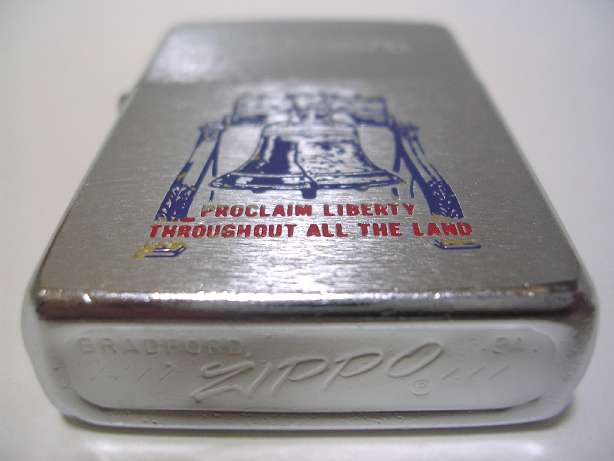 PROCLAIM LIBERTY
THROUGHOUT ALL THE LAND
BRADFORD, PA.
ZIPPO ®